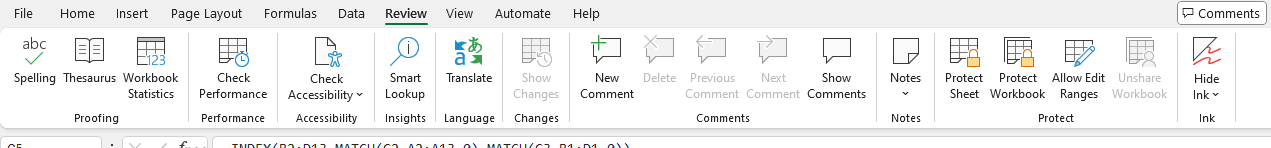 File Home Insert Page Layout Formulas Data Review View Automate Help Comments
abc
Spelling Thesaurus Workbook Statistics Check Performance Check Accessibility Smart Lookup Translate Show Changes New Comment Delete Previous Comment Next Comment Show Comments Notes Protect Sheet Protect Workbook Allow Edit Ranges Unshare Workbook Hide Ink
Proofing Performance Accessibility Insights Language Changes Comments Notes Protect Ink